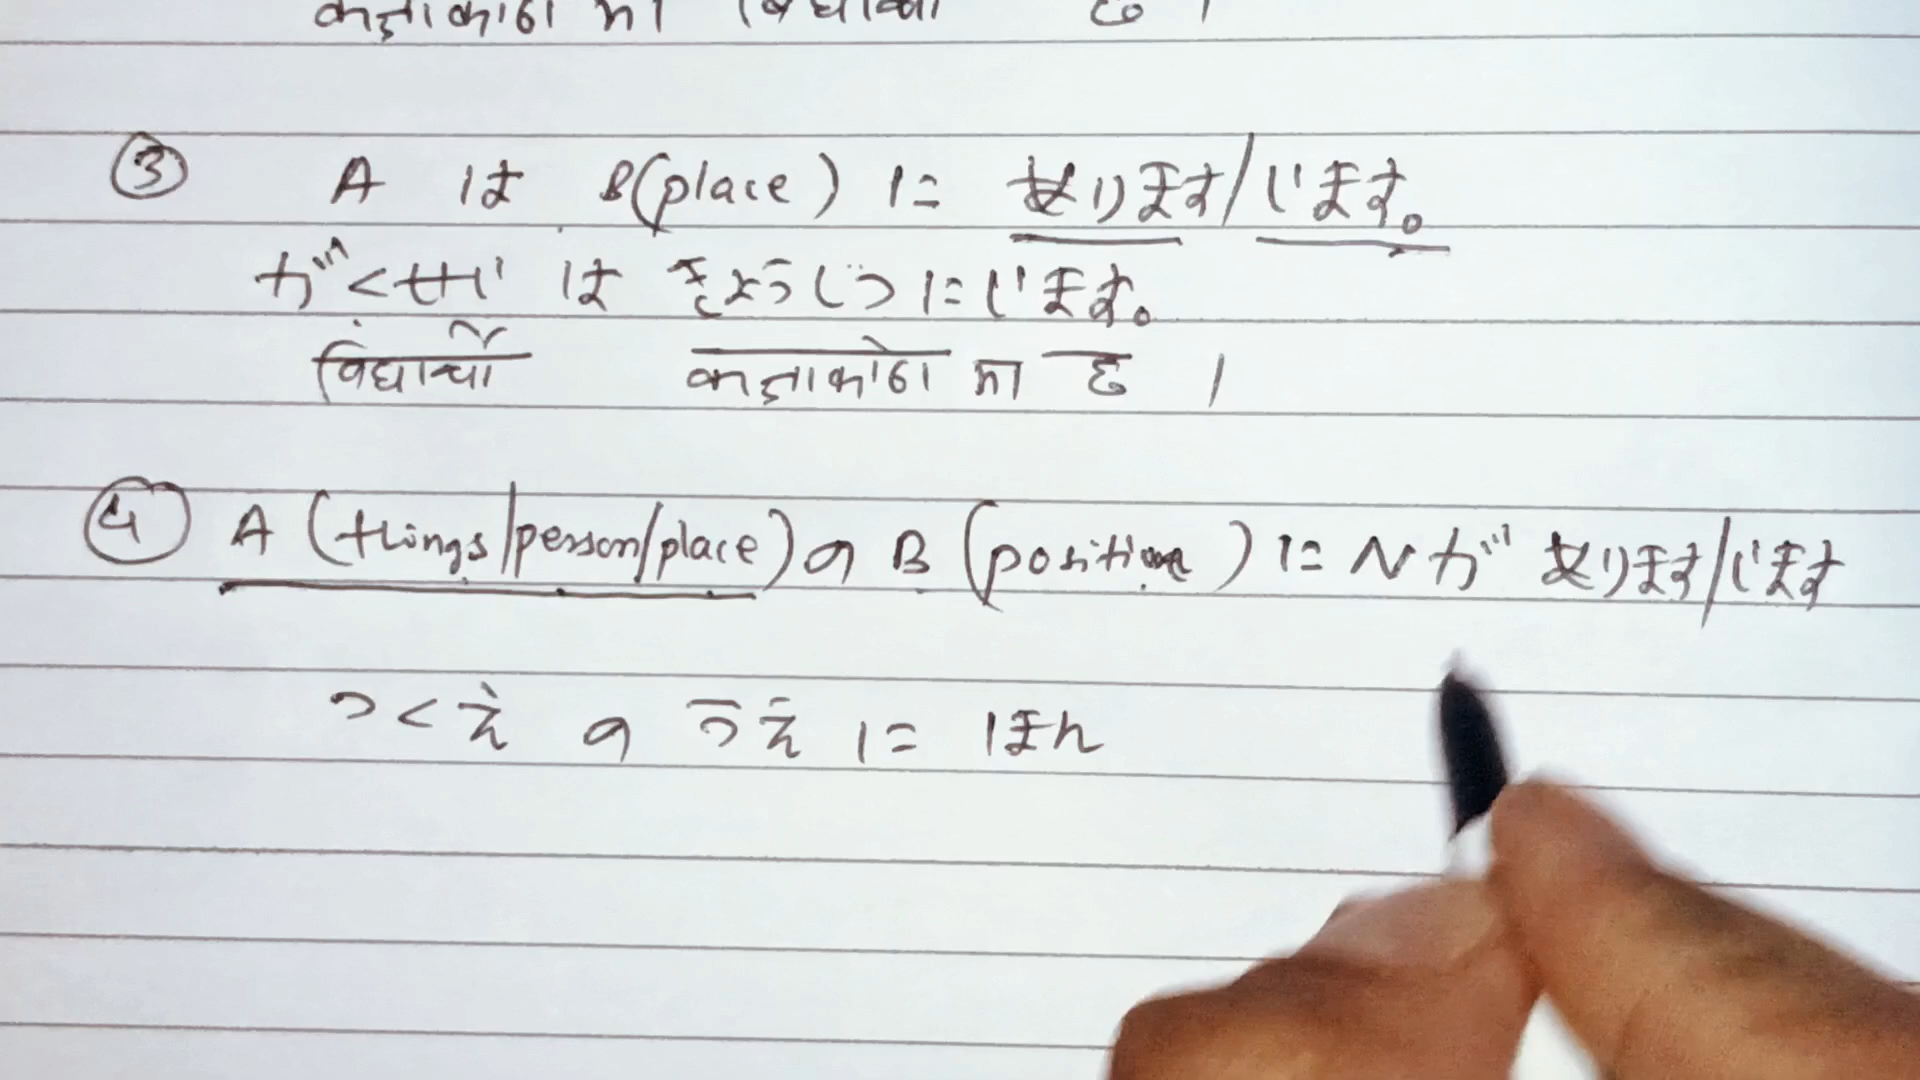 कक्षाकोठा मा विद्यार्थी छ ।
③ A は B(place) に あります/います。
がくせい は きょうしつ に います。
विद्यार्थी कक्षाकोठा मा छ ।
④ A (things/person/place) の B (position) に N が あります/います
つくえ の うえ に ほん